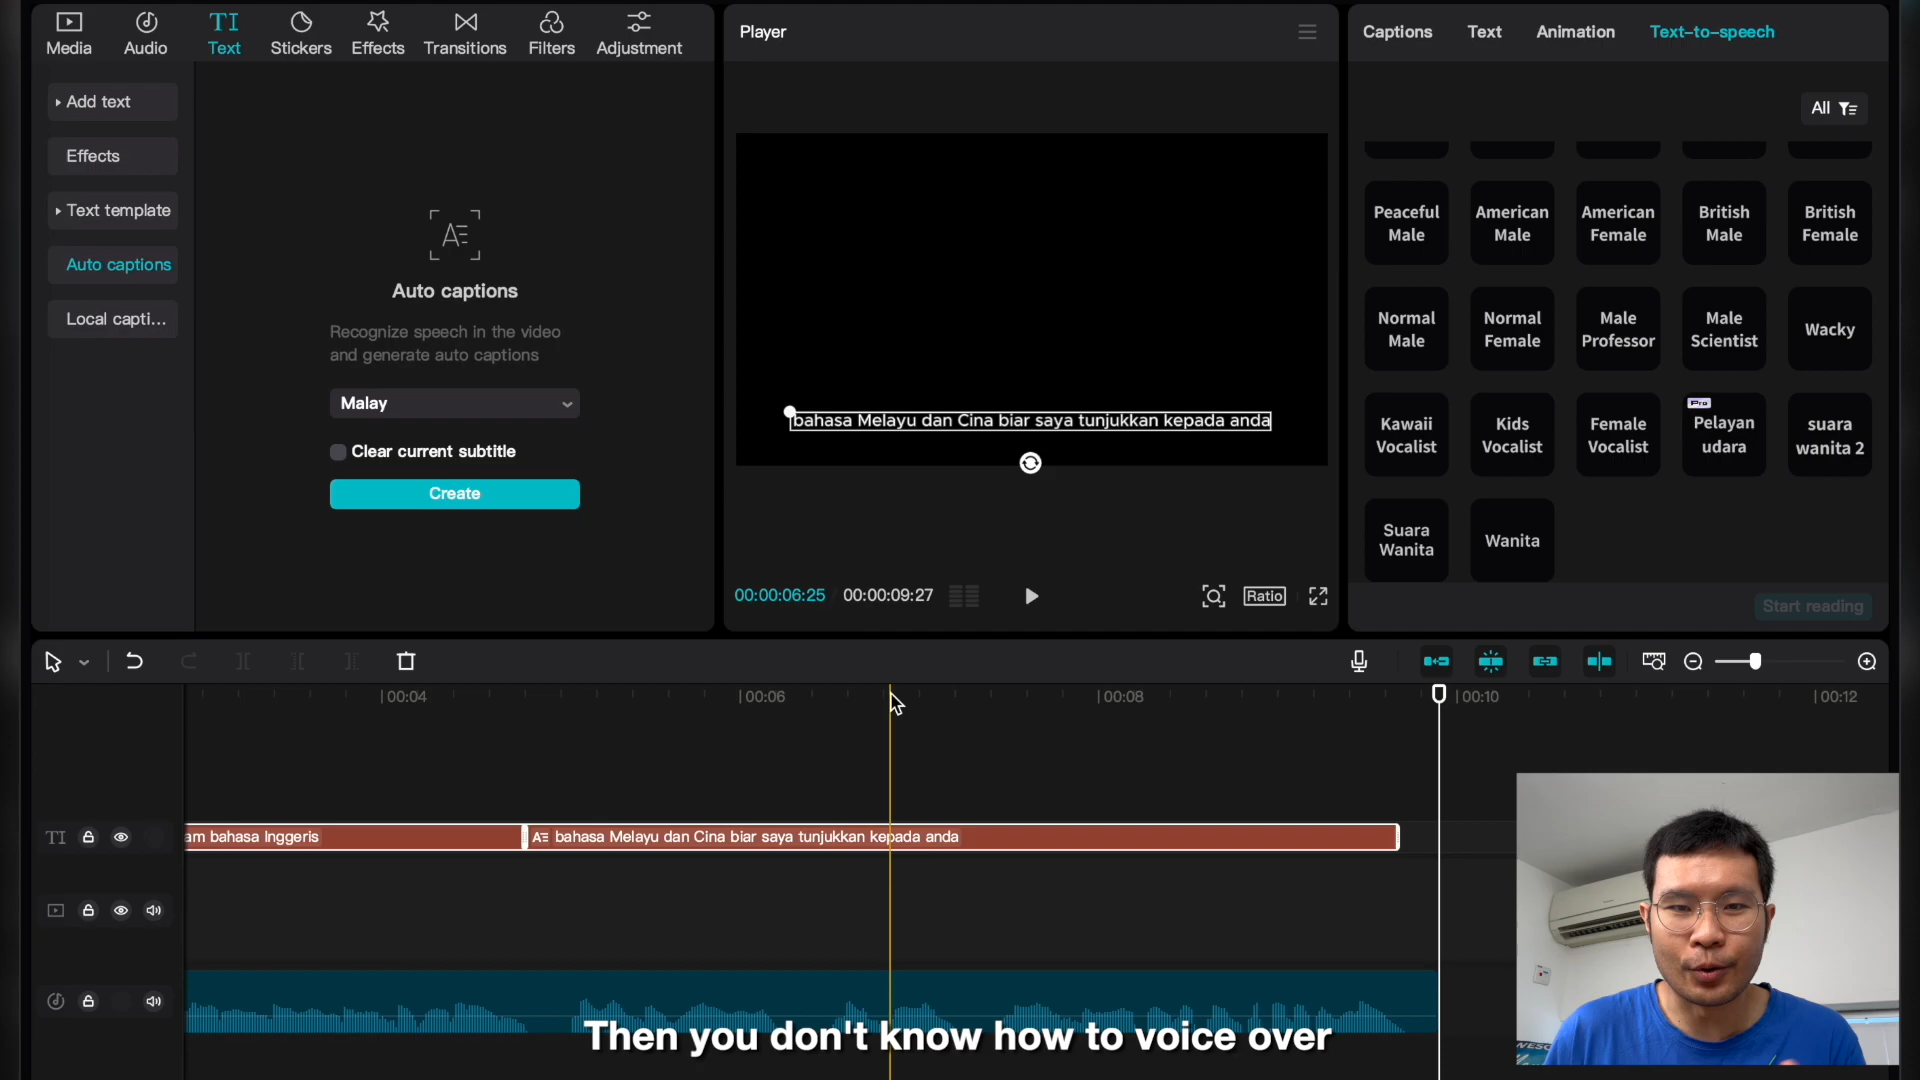 Media
Audio
TI
Text
Stickers
Effects
Transitions
Filters
Adjustment
Player
Captions
Text
Animation
Text-to-speech
Add text
Effects
Text template
Auto captions
Local capti...
AE
Auto captions
Recognize speech in the video
and generate auto captions
Malay
Clear current subtitle
Create
bahasa Melayu dan Cina biar saya tunjukkan kepada anda
00:00:06:25
00:00:09:27
Ratio
All
Peaceful
Male
American
Male
American
Female
British
Male
British
Female
Normal
Male
Normal
Female
Male
Professor
Male
Scientist
Wacky
Kawaii
Vocalist
Kids
Vocalist
Female
Vocalist
Pro
Pelayan
udara
suara
wanita 2
Suara
Wanita
Wanita
Start reading
00:04
00:06
00:08
00:10
00:12
TI
am bahasa Inggeris
AE bahasa Melayu dan Cina biar saya tunjukkan kepada anda
Then you don't know how to voice over